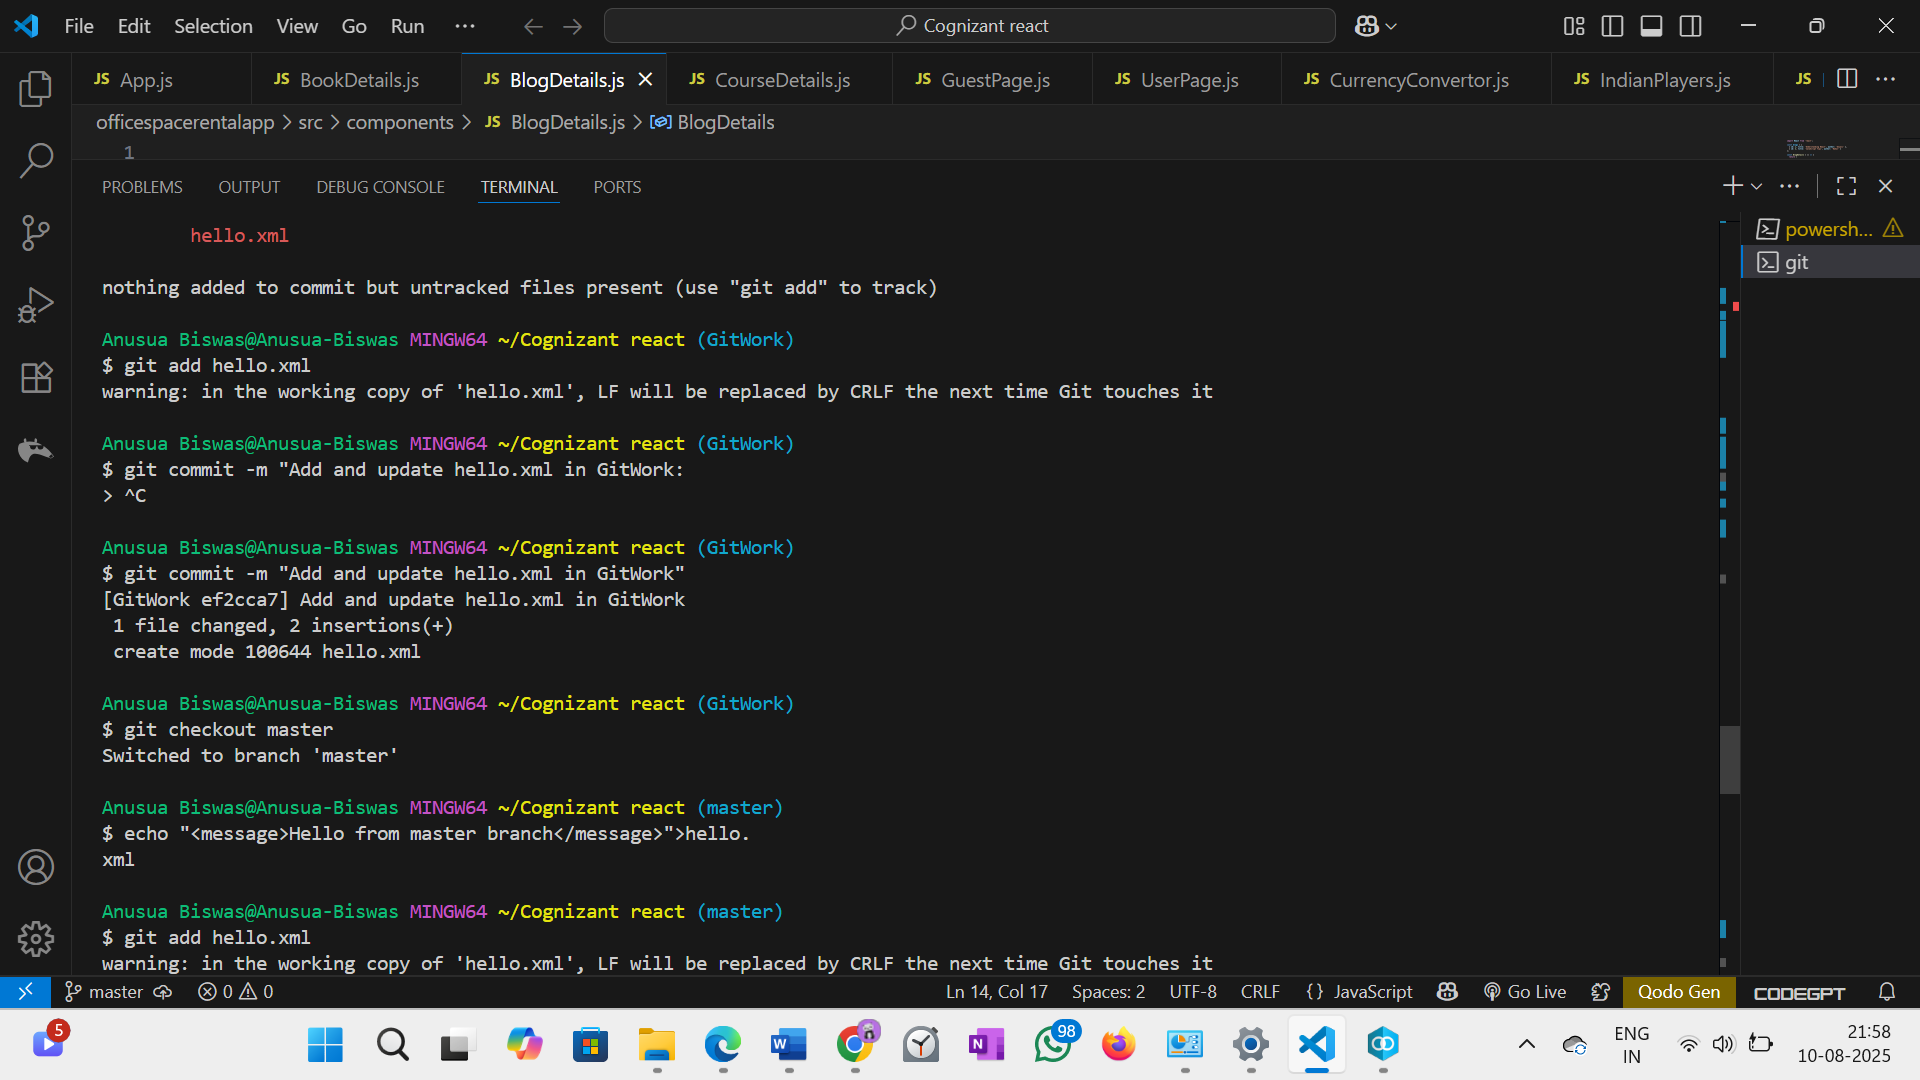 File Edit Selection View Go Run ... Cognizant react
JS App.js JS BookDetails.js JS BlogDetails.js JS CourseDetails.js JS GuestPage.js JS UserPage.js JS CurrencyConvertor.js JS IndianPlayers.js JS
officespacerentalapp > src > components > JS BlogDetails.js > BlogDetails
1
PROBLEMS OUTPUT DEBUG CONSOLE TERMINAL PORTS
powersh...
git
hello.xml
nothing added to commit but untracked files present (use "git add" to track)
Anusua Biswas@Anusua-Biswas MINGW64 ~/Cognizant react (GitWork)
$ git add hello.xml
warning: in the working copy of 'hello.xml', LF will be replaced by CRLF the next time Git touches it
Anusua Biswas@Anusua-Biswas MINGW64 ~/Cognizant react (GitWork)
$ git commit -m "Add and update hello.xml in GitWork:
> ^C
Anusua Biswas@Anusua-Biswas MINGW64 ~/Cognizant react (GitWork)
$ git commit -m "Add and update hello.xml in GitWork"
[GitWork ef2cca7] Add and update hello.xml in GitWork
1 file changed, 2 insertions(+)
create mode 100644 hello.xml
Anusua Biswas@Anusua-Biswas MINGW64 ~/Cognizant react (GitWork)
$ git checkout master
Switched to branch 'master'
Anusua Biswas@Anusua-Biswas MINGW64 ~/Cognizant react (master)
$ echo "<message>Hello from master branch</message>">hello.
xml
Anusua Biswas@Anusua-Biswas MINGW64 ~/Cognizant react (master)
$ git add hello.xml
warning: in the working copy of 'hello.xml', LF will be replaced by CRLF the next time Git touches it
master 0 0 Ln 14, Col 17 Spaces: 2 UTF-8 CRLF {} JavaScript Go Live Qodo Gen CODEGPT
5 98 ENG 21:58
IN 10-08-2025